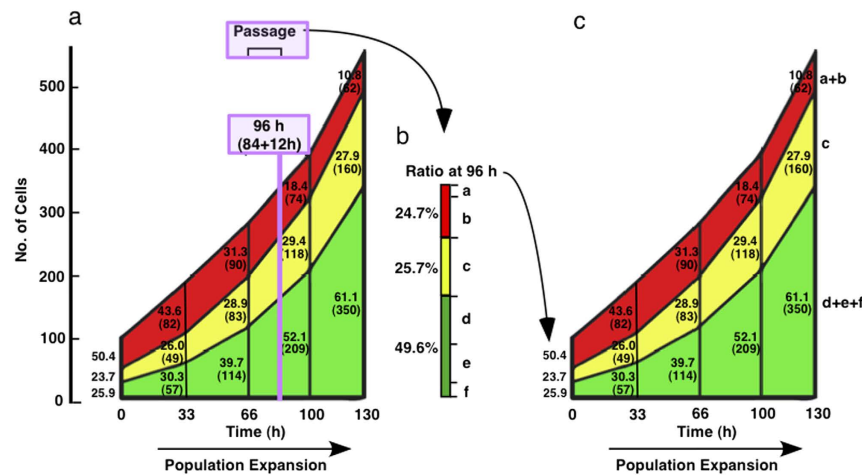 a
Passage
96 h
(84+12h)
No. of Cells
500
400
300
200
100
0
50.4
23.7
25.9
43.6
(82)
26.0
(49)
30.3
(57)
31.3
(90)
28.9
(83)
39.7
(114)
18.4
(74)
29.4
(118)
52.1
(209)
10.8
(62)
27.9
(160)
61.1
(350)
0 33 66 100 130
Time (h)
Population Expansion
b
Ratio at 96 h
24.7%
25.7%
49.6%
a
b
c
d
e
f
c
50.4
23.7
25.9
43.6
(82)
26.0
(49)
30.3
(57)
31.3
(90)
28.9
(83)
39.7
(114)
18.4
(74)
29.4
(118)
52.1
(209)
10.8
(62)
27.9
(160)
61.1
(350)
a+b
c
d+e+f
0 33 66 100 130
Time (h)
Population Expansion